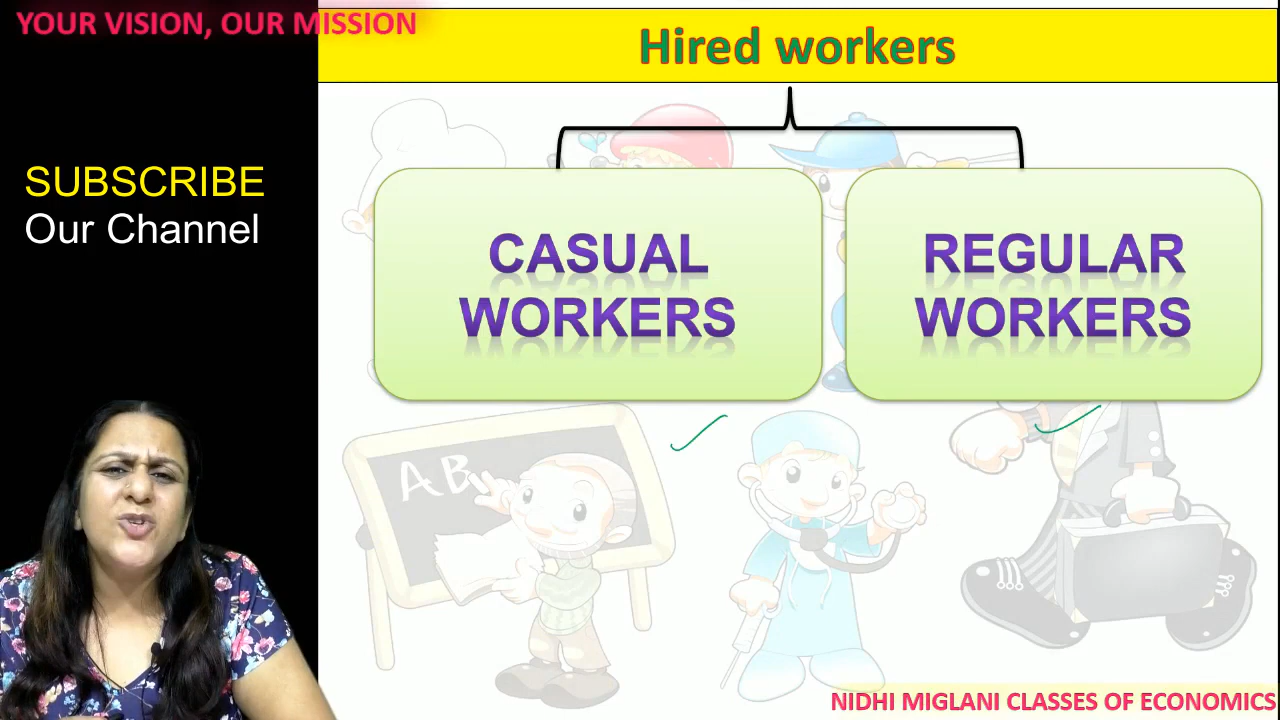 YOUR VISION, OUR MISSION
Hired workers
SUBSCRIBE
Our Channel
CASUAL
WORKERS
REGULAR
WORKERS
AB
NIDHI MIGLANI CLASSES OF ECONOMICS